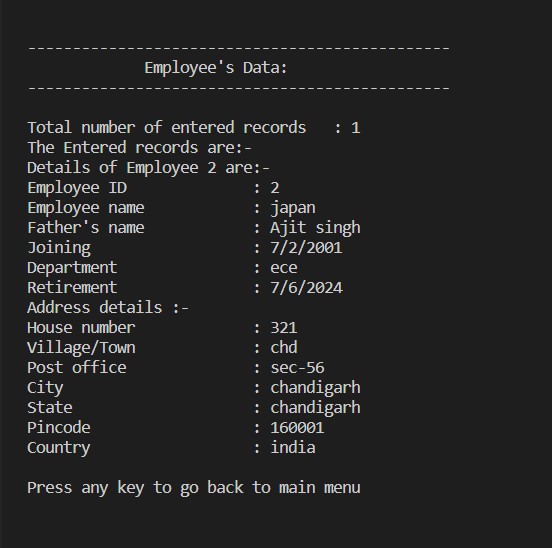 -----------------------------------------------
Employee's Data:
-----------------------------------------------
Total number of entered records : 1
The Entered records are:-
Details of Employee 2 are:-
Employee ID : 2
Employee name : japan
Father's name : Ajit singh
Joining : 7/2/2001
Department : ece
Retirement : 7/6/2024
Address details :-
House number : 321
Village/Town : chd
Post office : sec-56
City : chandigarh
State : chandigarh
Pincode : 160001
Country : india
Press any key to go back to main menu